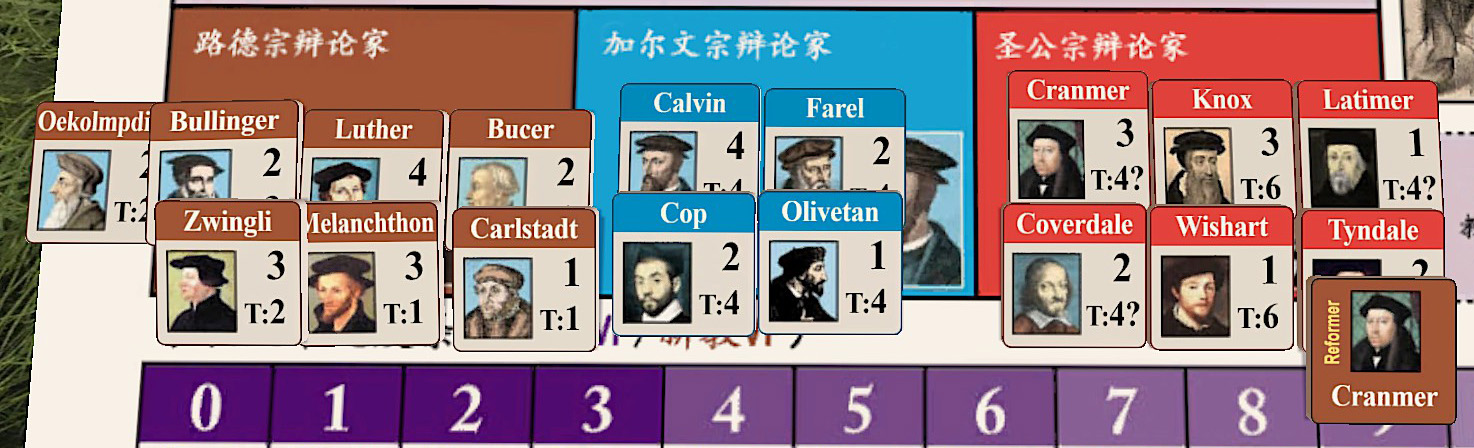 路德宗辩论家
加尔文宗辩论家
圣公宗辩论家
Oekolmpdi
Bullinger
2
Luther
4
Bucer
2
Calvin
4
Farel
2
Cranmer
3
T:4?
Knox
3
T:6
Latimer
1
T:4?
Zwingli
3
T:2
Melanchthon
3
T:1
Carlstadt
1
T:1
Cop
2
T:4
Olivetan
1
T:4
Coverdale
2
T:4?
Wishart
1
T:6
Tyndale
2
Reformer
Cranmer
0 1 2 3 4 5 6 7 8